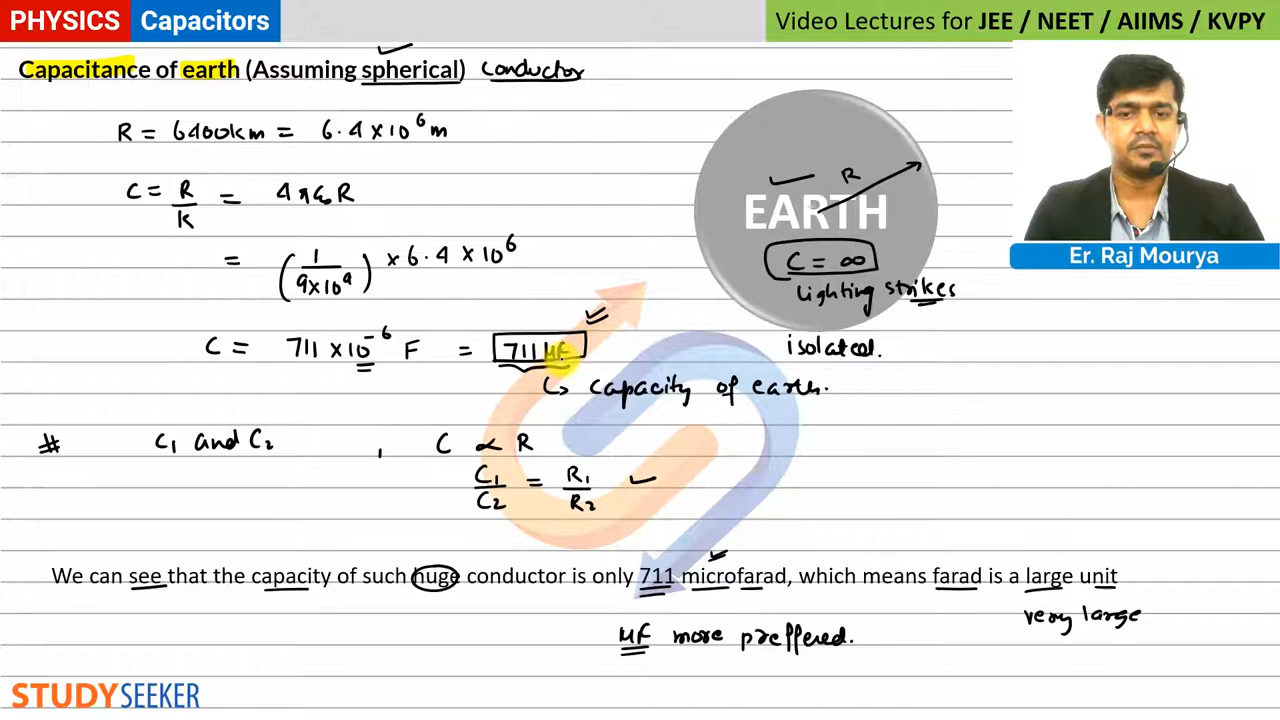 PHYSICS Capacitors
Video Lectures for JEE / NEET / AIIMS / KVPY
Capacitance of earth (Assuming spherical) conductor
R = 6400km = 6.4 × 10⁶ m
C = R/K = 4πε₀R
= (1/9×10⁹) × 6.4 × 10⁶
C = 711 × 10⁻⁶ F = 711 μF
↳ capacity of earth.
R
EARTH
C = ∞
lighting strikes
isolated.
Er. Raj Mourya
# C₁ and C₂ , C ∝ R
C₁/C₂ = R₁/R₂
We can see that the capacity of such huge conductor is only 711 microfarad, which means farad is a large unit
very large
μF more preffered.
STUDYSEEKER